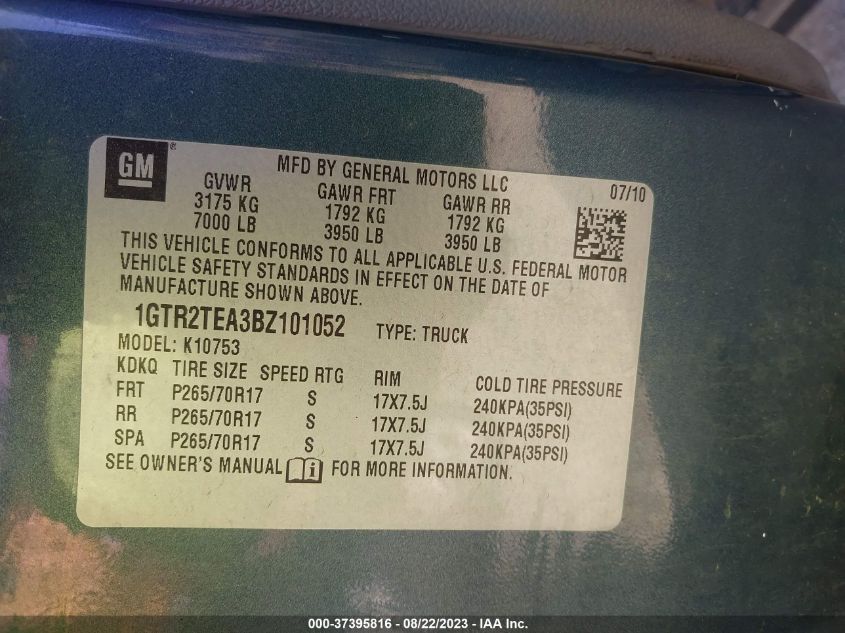 GM®
MFD BY GENERAL MOTORS LLC 07/10
GVWR GAWR FRT GAWR RR
3175 KG 1792 KG 1792 KG
7000 LB 3950 LB 3950 LB
THIS VEHICLE CONFORMS TO ALL APPLICABLE U.S. FEDERAL MOTOR
VEHICLE SAFETY STANDARDS IN EFFECT ON THE DATE OF
MANUFACTURE SHOWN ABOVE.
1GTR2TEA3BZ101052 TYPE: TRUCK
MODEL: K10753
KDKQ TIRE SIZE SPEED RTG RIM COLD TIRE PRESSURE
FRT P265/70R17 S 17X7.5J 240KPA(35PSI)
RR P265/70R17 S 17X7.5J 240KPA(35PSI)
SPA P265/70R17 S 17X7.5J 240KPA(35PSI)
SEE OWNER'S MANUAL i FOR MORE INFORMATION.
000-37395816 - 08/22/2023 - IAA Inc.